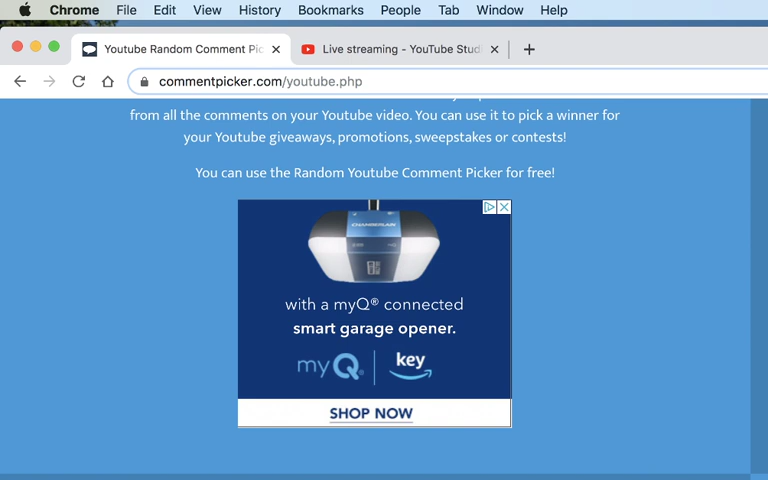 Chrome File Edit View History Bookmarks People Tab Window Help
Youtube Random Comment Pic Live streaming - YouTube Stud
commentpicker.com/youtube.php
from all the comments on your Youtube video. You can use it to pick a winner for
your Youtube giveaways, promotions, sweepstakes or contests!
You can use the Random Youtube Comment Picker for free!
CHAMBERLAIN
with a myQ® connected
smart garage opener.
myQ | key
SHOP NOW